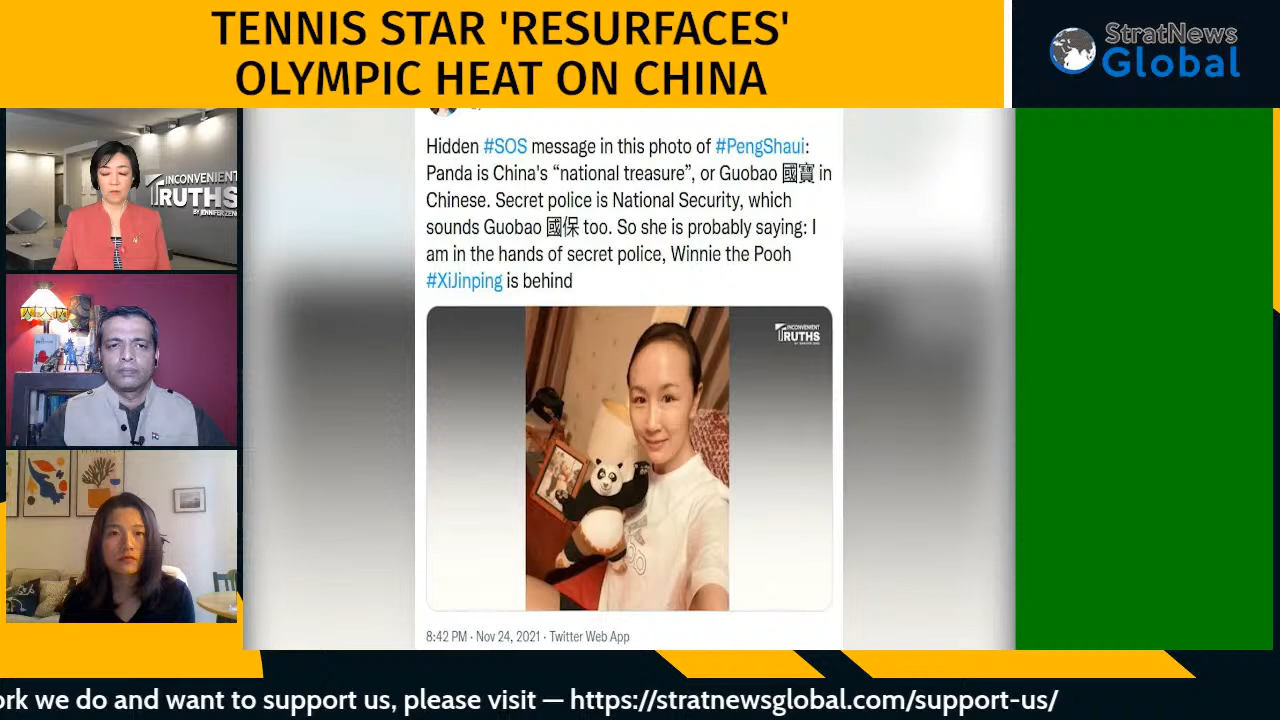 TENNIS STAR 'RESURFACES'
OLYMPIC HEAT ON CHINA
StratNews
Global
INCONVENIENT
TRUTHS
BY JENNIFER ZENG
Hidden #SOS message in this photo of #PengShaui:
Panda is China's “national treasure”, or Guobao 國寶 in
Chinese. Secret police is National Security, which
sounds Guobao 國保 too. So she is probably saying: I
am in the hands of secret police, Winnie the Pooh
#XiJinping is behind
INCONVENIENT
TRUTHS
8:42 PM · Nov 24, 2021 · Twitter Web App
ork we do and want to support us, please visit — https://stratnewsglobal.com/support-us/